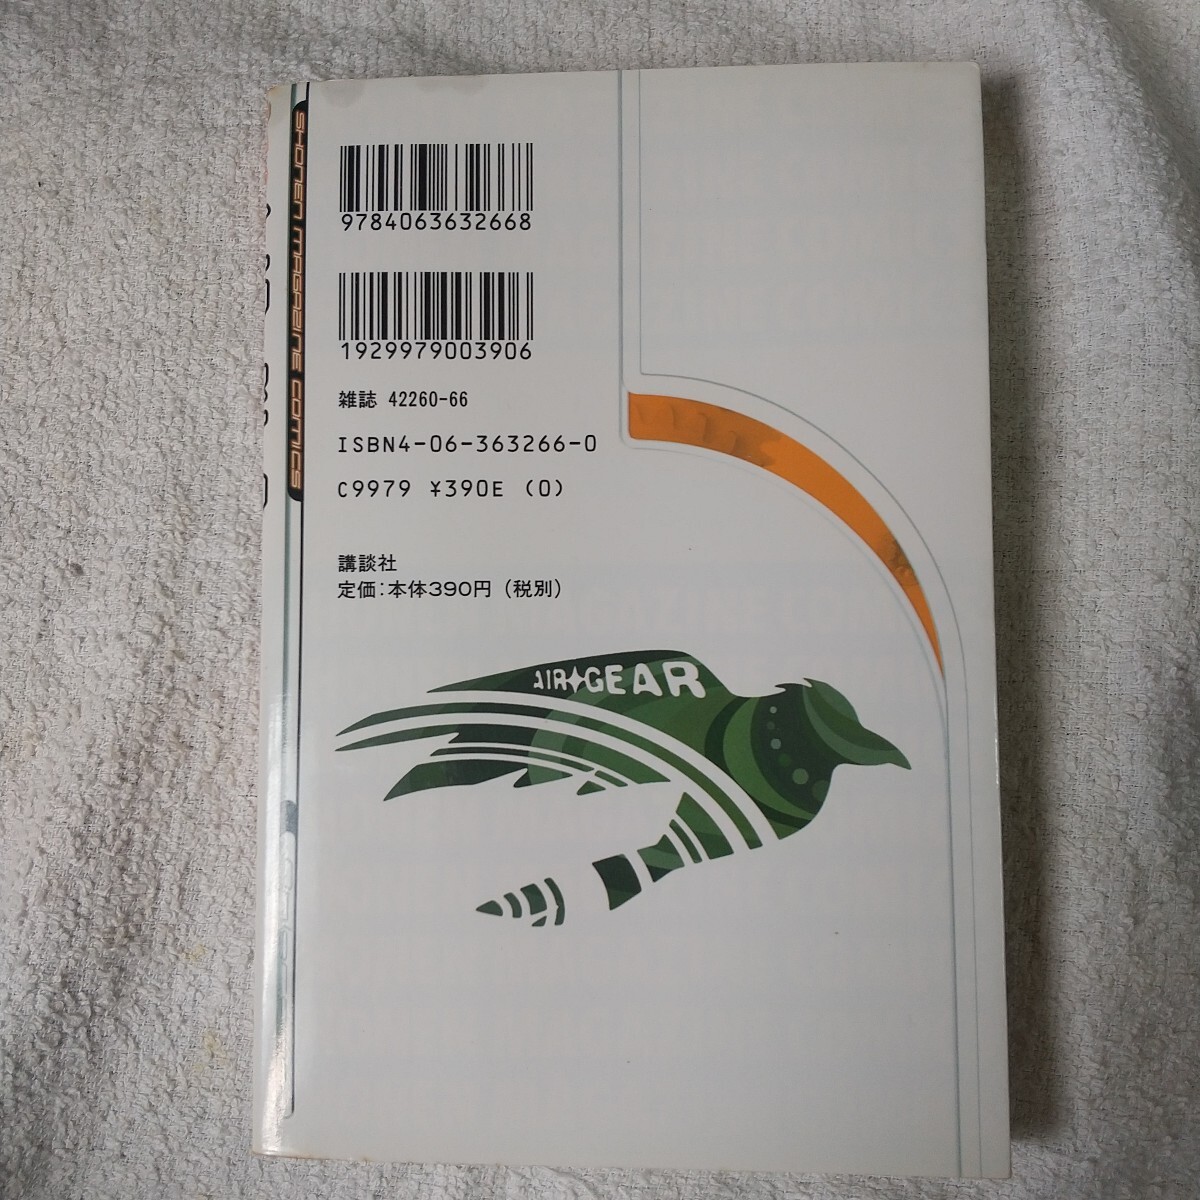 SHONEN MAGAZINE COMICS
9784063632668
1929979003906
雑誌 42260-66
ISBN4-06-363266-0
C9979 ¥390E (0)
講談社
定価:本体390円(税別)
AIR✦GEAR